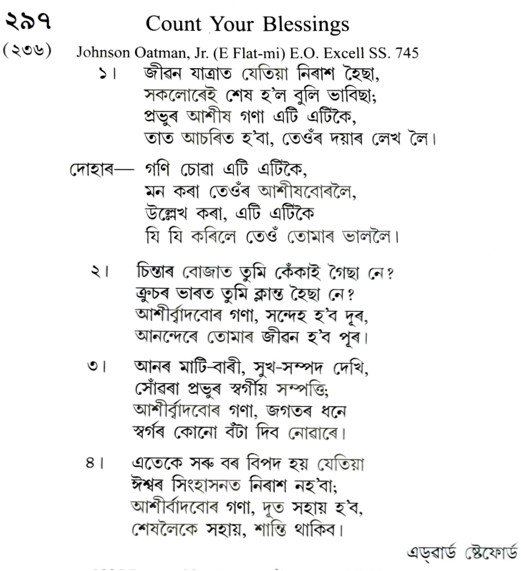 ২৯৭ Count Your Blessings
(২৩৬) Johnson Oatman, Jr. (E Flat-mi) E.O. Excell SS. 745
১। জীৱন যাত্ৰাত যেতিয়া নিৰাশ হৈছা,
সকলোৰেই শেষ হ'ল বুলি ভাবিছা;
প্ৰভুৰ আশীষ গণা এটি এটিকৈ,
তাত আচৰিত হ'বা, তেওঁৰ দয়াৰ লেখ লৈ।
দোহাৰ— গণি চোৱা এটি এটিকৈ,
মন কৰা তেওঁৰ আশীষবোৰলৈ,
উল্লেখ কৰা, এটি এটিকৈ
যি যি কৰিলে তেওঁ তোমাৰ ভাললৈ।
২। চিন্তাৰ বোজাত তুমি কেঁকাই গৈছা নে?
ক্ৰুচৰ ভাৰত তুমি ক্লান্ত হৈছা নে?
আশীৰ্ব্বাদবোৰ গণা, সন্দেহ হ'ব দূৰ,
আনন্দেৰে তোমাৰ জীৱন হ'ব পূৰ।
৩। আনৰ মাটি-বাৰী, সুখ-সম্পদ দেখি,
সোঁৱৰা প্ৰভুৰ স্বৰ্গীয় সম্পত্তি;
আশীৰ্ব্বাদবোৰ গণা, জগতৰ ধনে
স্বৰ্গৰ কোনো বঁটা দিব নোৱাৰে।
৪। এতেকে সৰু বৰ বিপদ হয় যেতিয়া
ঈশ্বৰ সিংহাসনত নিৰাশ নহ'বা;
আশীৰ্বাদবোৰ গণা, দূত সহায় হ'ব,
শেষলৈকে সহায়, শান্তি থাকিব।
এড্‌ৱাৰ্ড ষ্টেফোৰ্ড